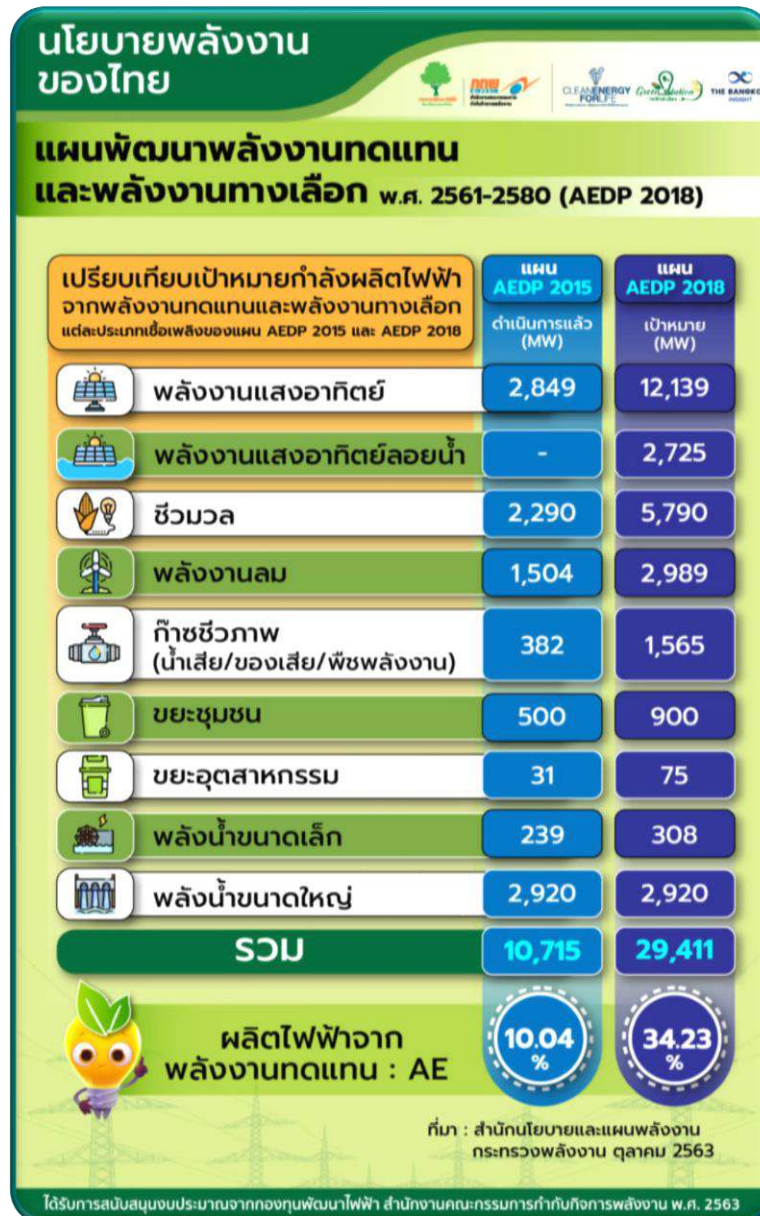 นโยบายพลังงาน
ของไทย
กกพ
CLEANENERGY
FORLIFE
Green
THE BANGKOK
INSIGHT
แผนพัฒนาพลังงานทดแทน
และพลังงานทางเลือก พ.ศ. 2561-2580 (AEDP 2018)
เปรียบเทียบเป้าหมายกำลังผลิตไฟฟ้า
จากพลังงานทดแทนและพลังงานทางเลือก
แต่ละประเภทเชื้อเพลิงของแผน AEDP 2015 และ AEDP 2018
แผน
AEDP 2015
ดำเนินการแล้ว
(MW)
แผน
AEDP 2018
เป้าหมาย
(MW)
พลังงานแสงอาทิตย์ 2,849 12,139
พลังงานแสงอาทิตย์ลอยน้ำ - 2,725
ชีวมวล 2,290 5,790
พลังงานลม 1,504 2,989
ก๊าซชีวภาพ
(น้ำเสีย/ของเสีย/พืชพลังงาน) 382 1,565
ขยะชุมชน 500 900
ขยะอุตสาหกรรม 31 75
พลังน้ำขนาดเล็ก 239 308
พลังน้ำขนาดใหญ่ 2,920 2,920
รวม 10,715 29,411
ผลิตไฟฟ้าจาก
พลังงานทดแทน : AE
10.04
%
34.23
%
ที่มา : สำนักนโยบายและแผนพลังงาน
กระทรวงพลังงาน ตุลาคม 2563
ได้รับการสนับสนุนงบประมาณจากกองทุนพัฒนาไฟฟ้า สำนักงานคณะกรรมการกำกับกิจการพลังงาน พ.ศ. 2563